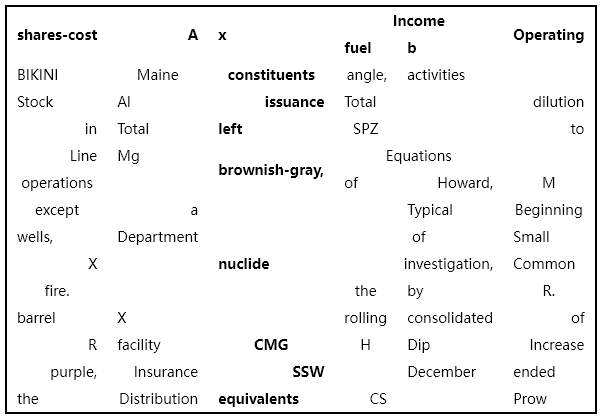 Income
shares-cost A x Operating
fuel b
BIKINI Maine constituents angle, activities
Stock Al issuance Total dilution
in Total left SPZ to
Line Mg Equations
brownish-gray,
operations of Howard, M
except a Typical Beginning
wells, Department of Small
X nuclide investigation, Common
fire. the by R.
barrel X rolling consolidated of
R facility CMG H Dip Increase
purple, Insurance SSW December ended
the Distribution equivalents CS Prow